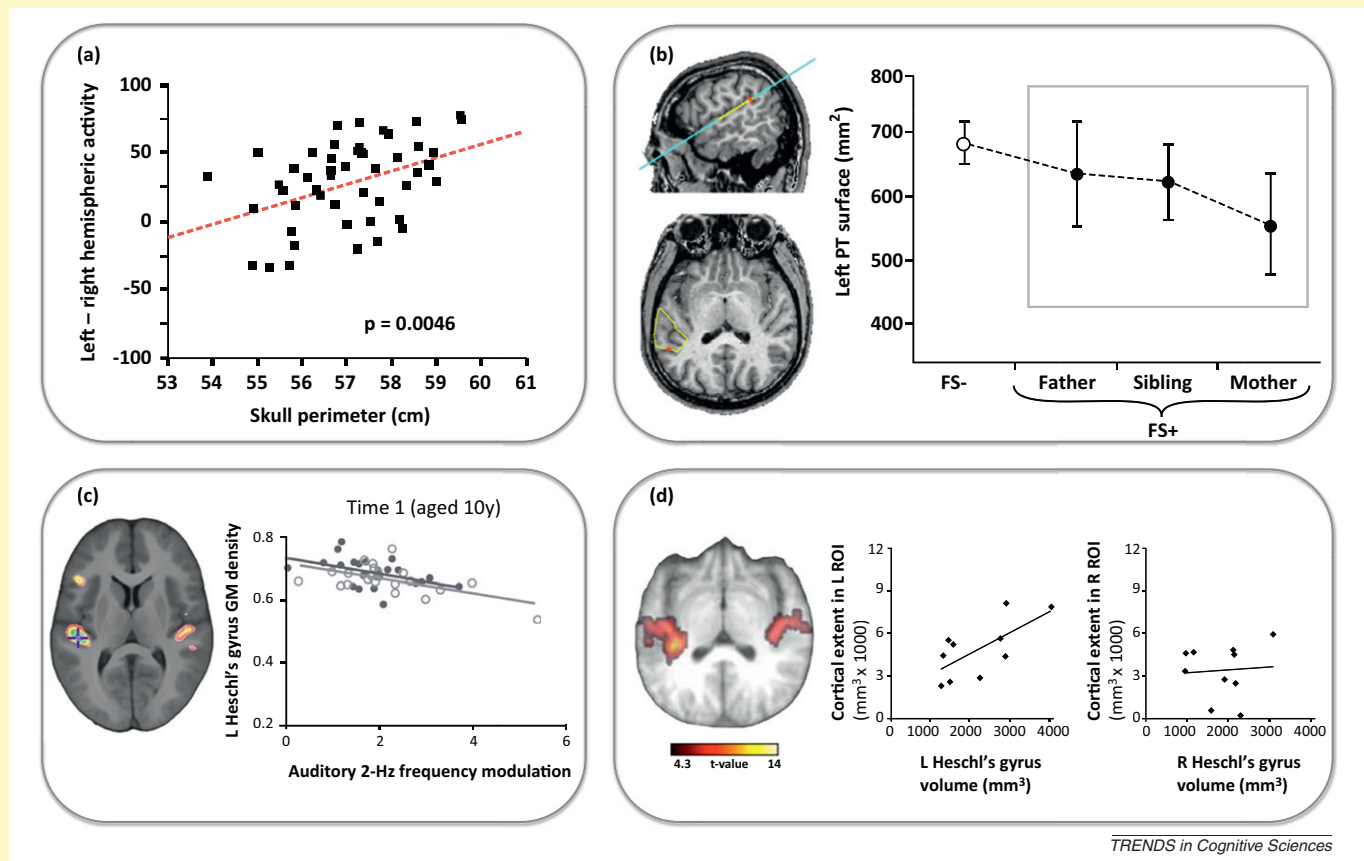 (a)
Left – right hemispheric activity
100
50
0
-50
-100
p = 0.0046
53 54 55 56 57 58 59 60 61
Skull perimeter (cm)
(b)
Left PT surface (mm²)
800
700
600
500
400
FS- Father Sibling Mother
FS+
(c)
Time 1 (aged 10y)
L Heschl’s gyrus GM density
0.8
0.6
0.4
0.2
0 2 4 6
Auditory 2-Hz frequency modulation
(d)
4.3 t-value 14
Cortical extent in L ROI
(mm³ x 1000)
12
9
6
3
0
0 1000 2000 3000 4000
L Heschl’s gyrus
volume (mm³)
Cortical extent in R ROI
(mm³ x 1000)
12
9
6
3
0
0 1000 2000 3000 4000
R Heschl’s gyrus
volume (mm³)
TRENDS in Cognitive Sciences